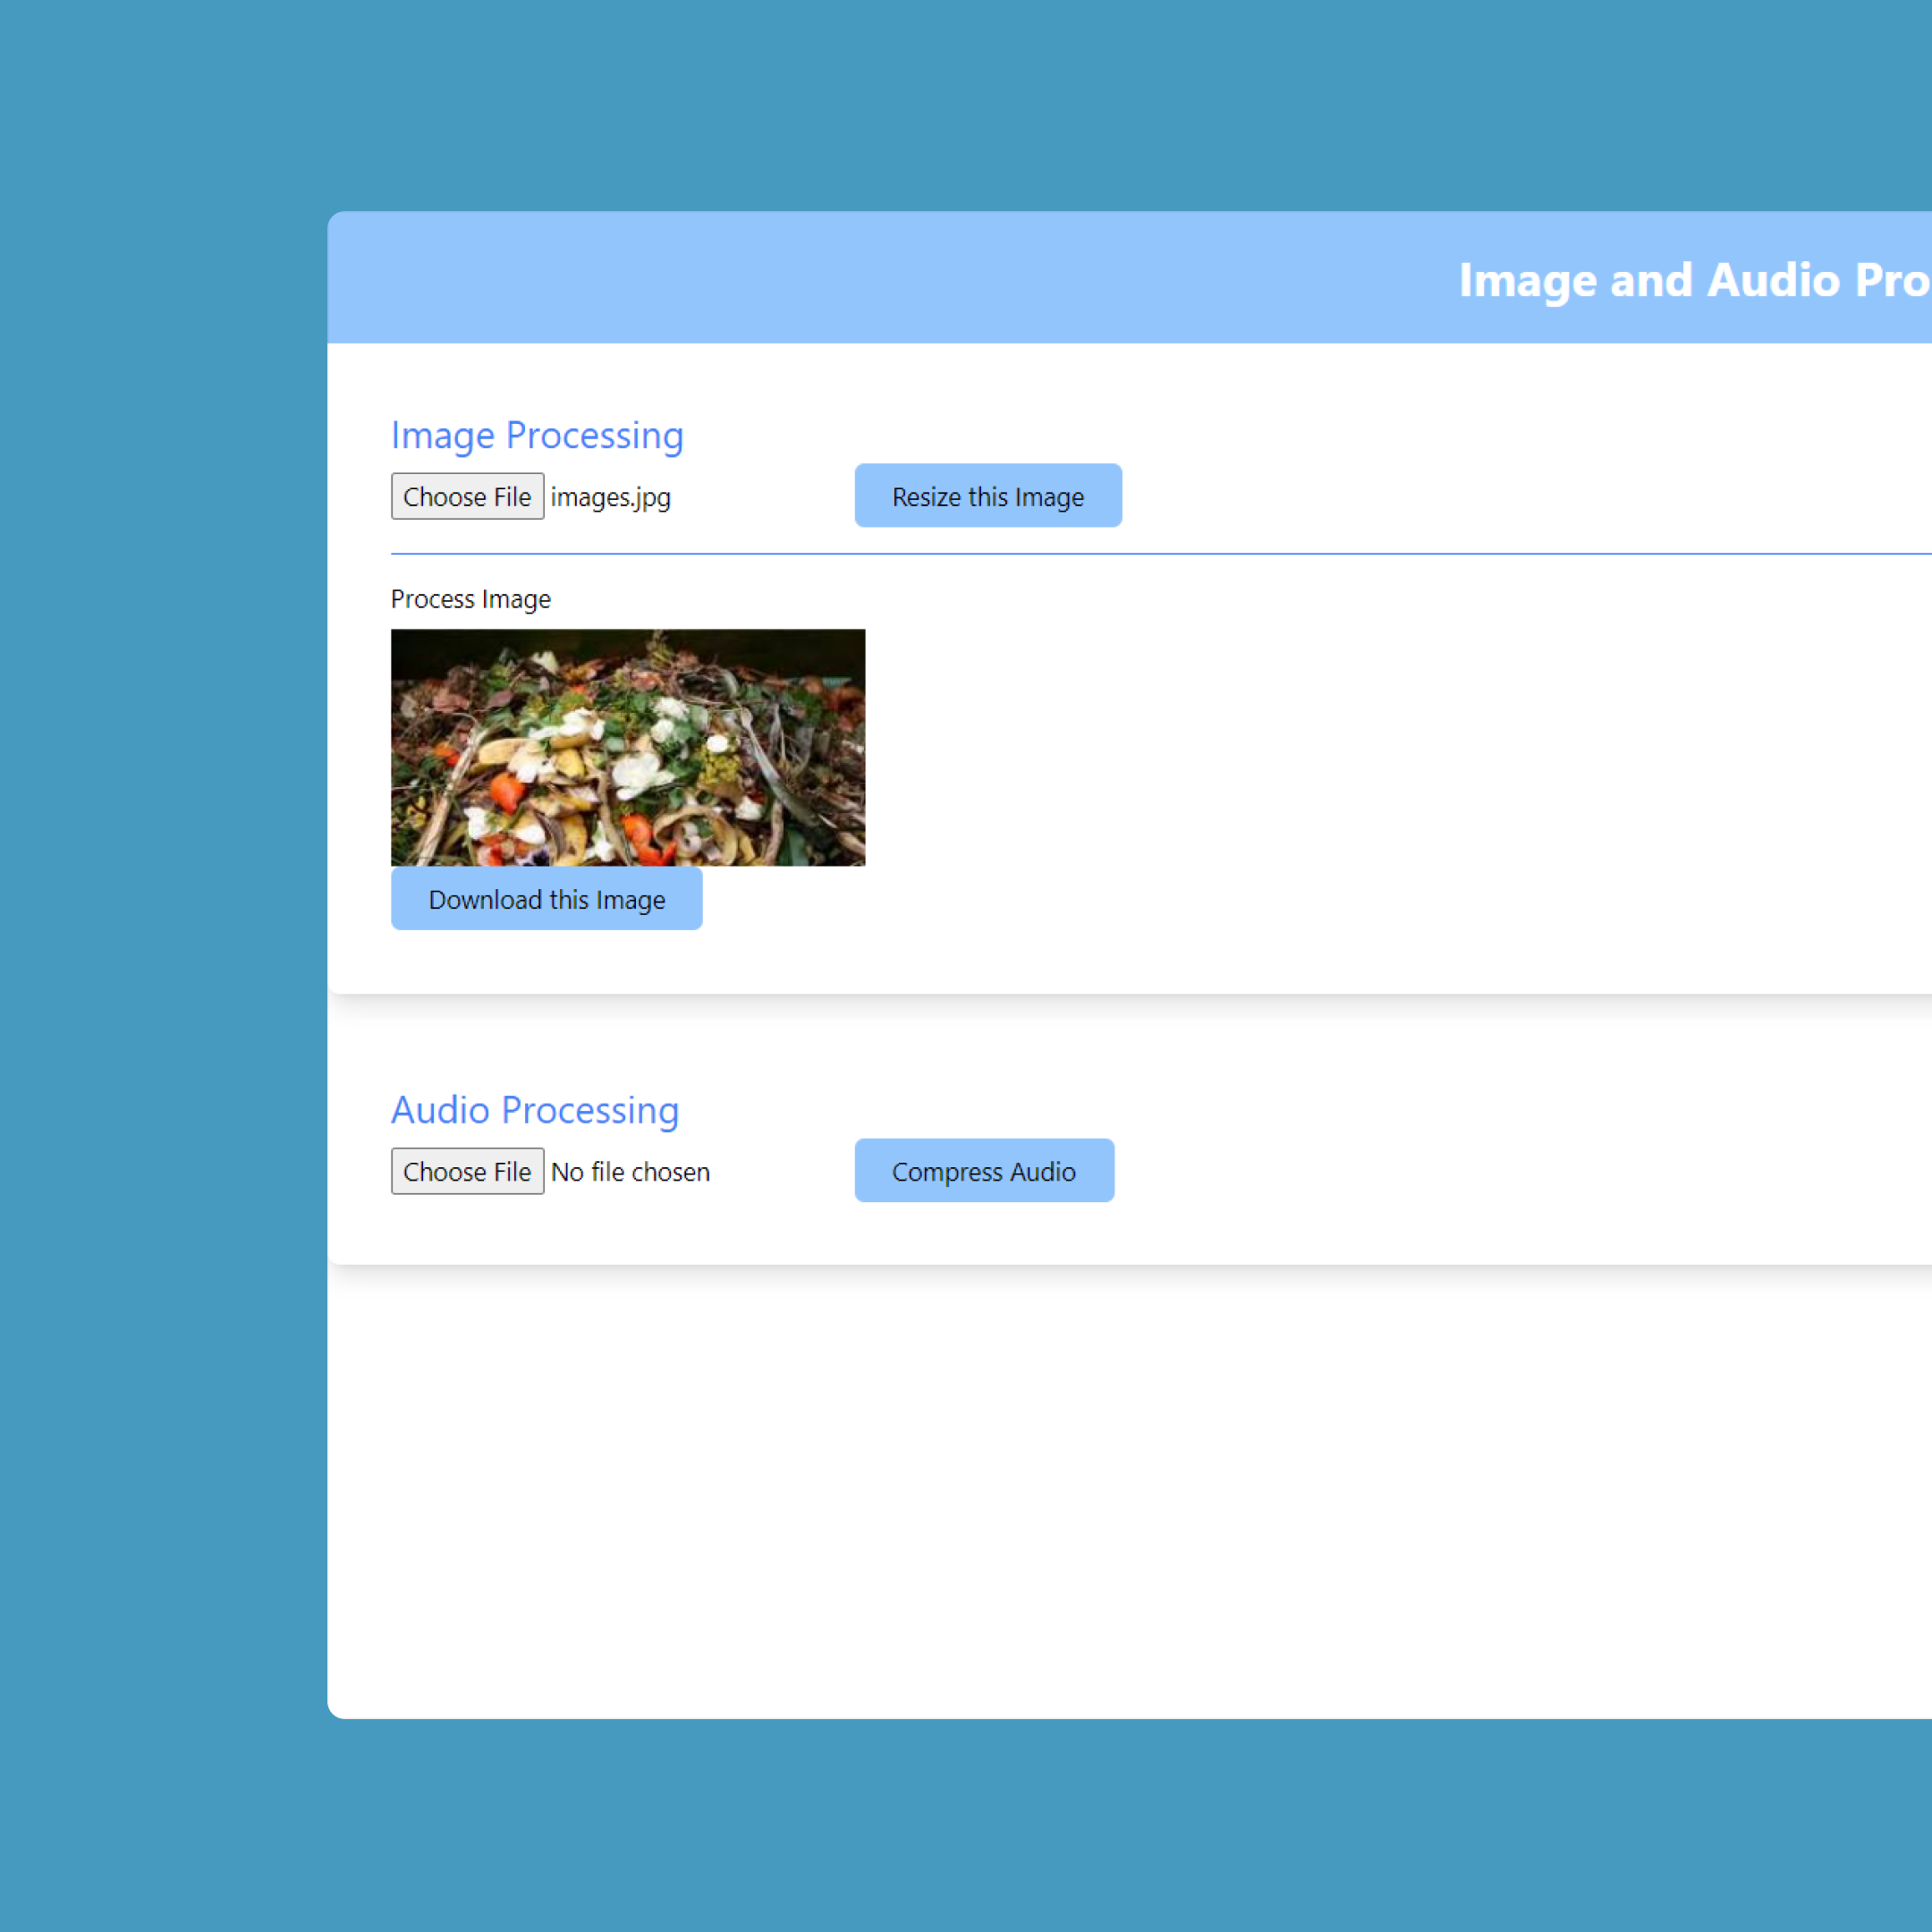 Image and Audio Pro
Image Processing
Choose File images.jpg Resize this Image
Process Image
Download this Image
Audio Processing
Choose File No file chosen Compress Audio